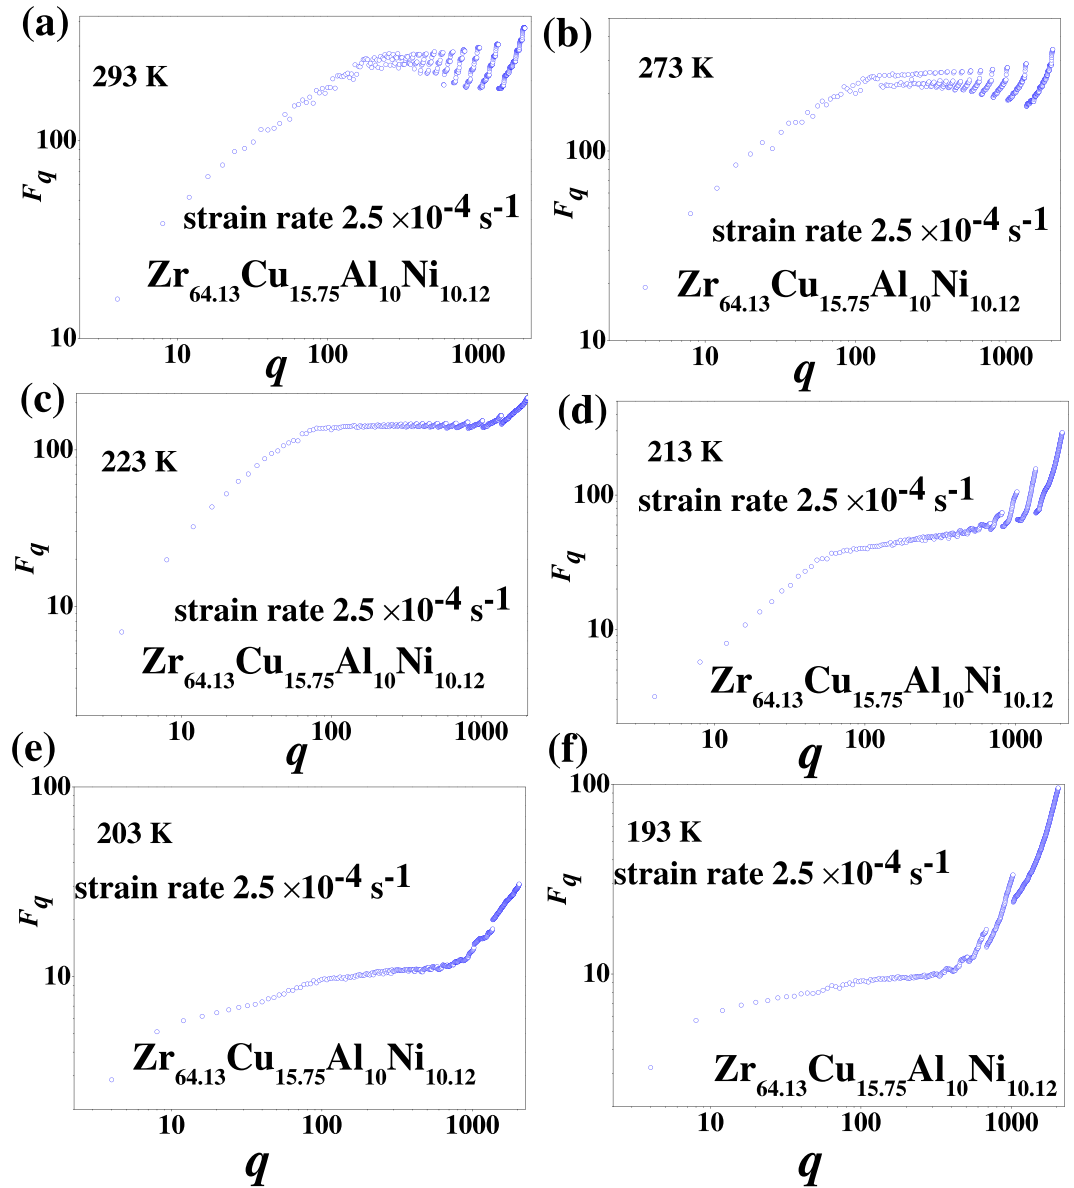 (a)
293 K
100
F_q
strain rate 2.5 ×10^-4 s^-1
Zr_64.13Cu_15.75Al_10Ni_10.12
10
10 100 1000
q
(b)
273 K
100
F_q
strain rate 2.5 ×10^-4 s^-1
Zr_64.13Cu_15.75Al_10Ni_10.12
10
10 100 1000
q
(c)
100
223 K
F_q
10
strain rate 2.5 ×10^-4 s^-1
Zr_64.13Cu_15.75Al_10Ni_10.12
10 100 1000
q
(d)
213 K
strain rate 2.5 ×10^-4 s^-1
100
F_q
10
Zr_64.13Cu_15.75Al_10Ni_10.12
10 100 1000
q
(e)
100
203 K
strain rate 2.5 ×10^-4 s^-1
F_q
10
Zr_64.13Cu_15.75Al_10Ni_10.12
10 100 1000
q
(f)
100
193 K
strain rate 2.5 ×10^-4 s^-1
F_q
10
Zr_64.13Cu_15.75Al_10Ni_10.12
10 100 1000
q